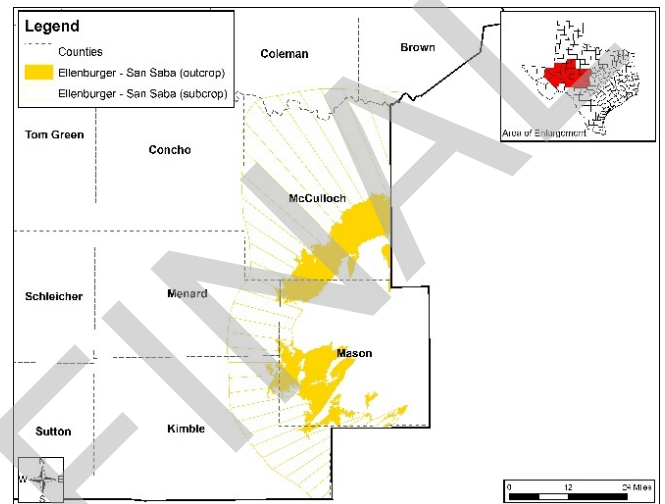 Legend
Counties
Ellenburger - San Saba (outcrop)
Ellenburger - San Saba (subcrop)
Coleman
Brown
Area of Enlargement
Tom Green
Concho
McCulloch
Schleicher
Menard
Mason
Sutton
Kimble
N
W E
S
0 12 24 Miles
FINAL